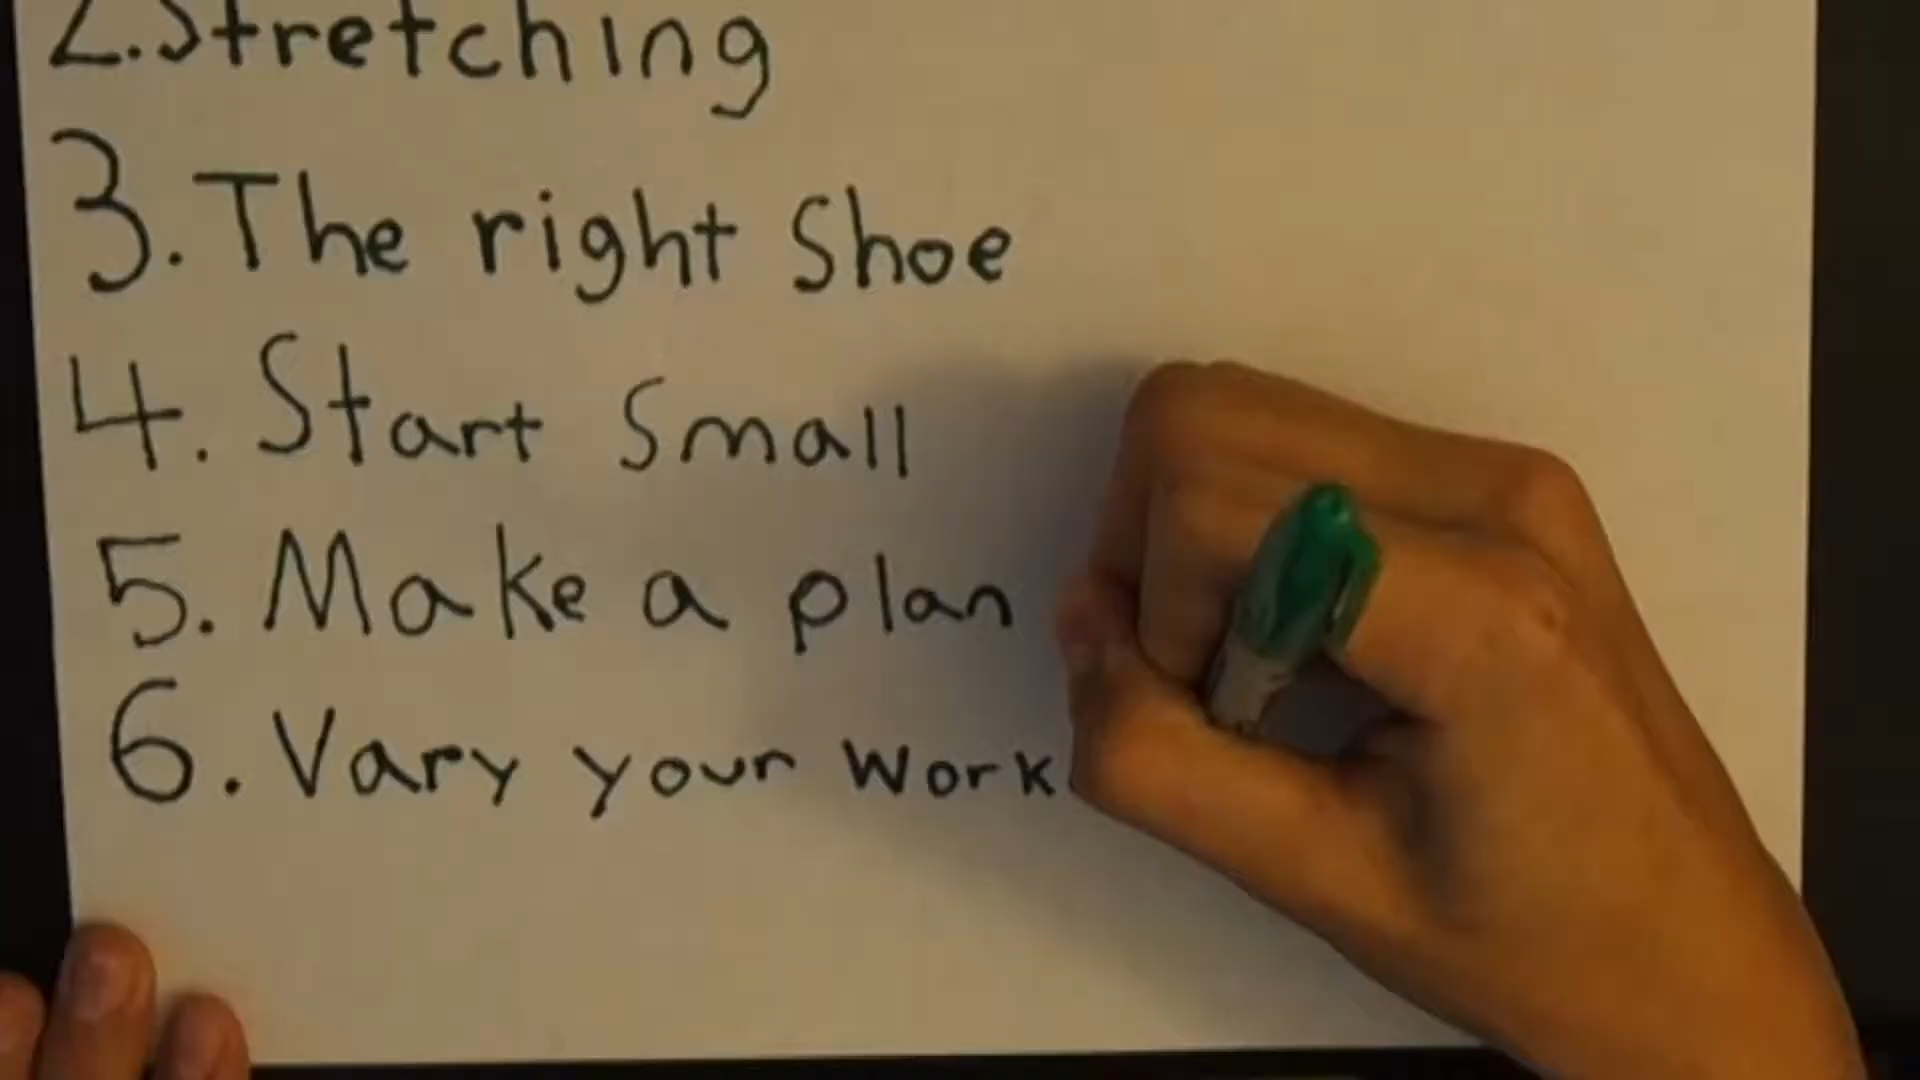 2. Stretching
3. The right Shoe
4. Start Small
5. Make a plan
6. Vary your Work